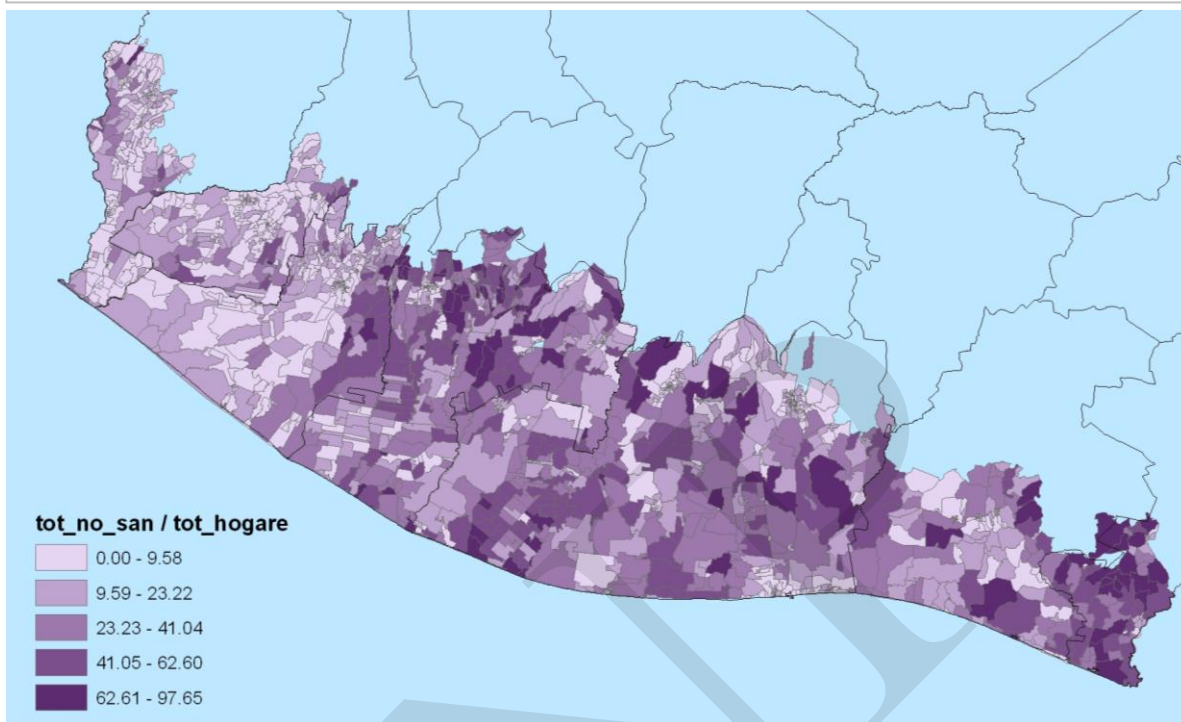 tot_no_san / tot_hogare
0.00 - 9.58
9.59 - 23.22
23.23 - 41.04
41.05 - 62.60
62.61 - 97.65